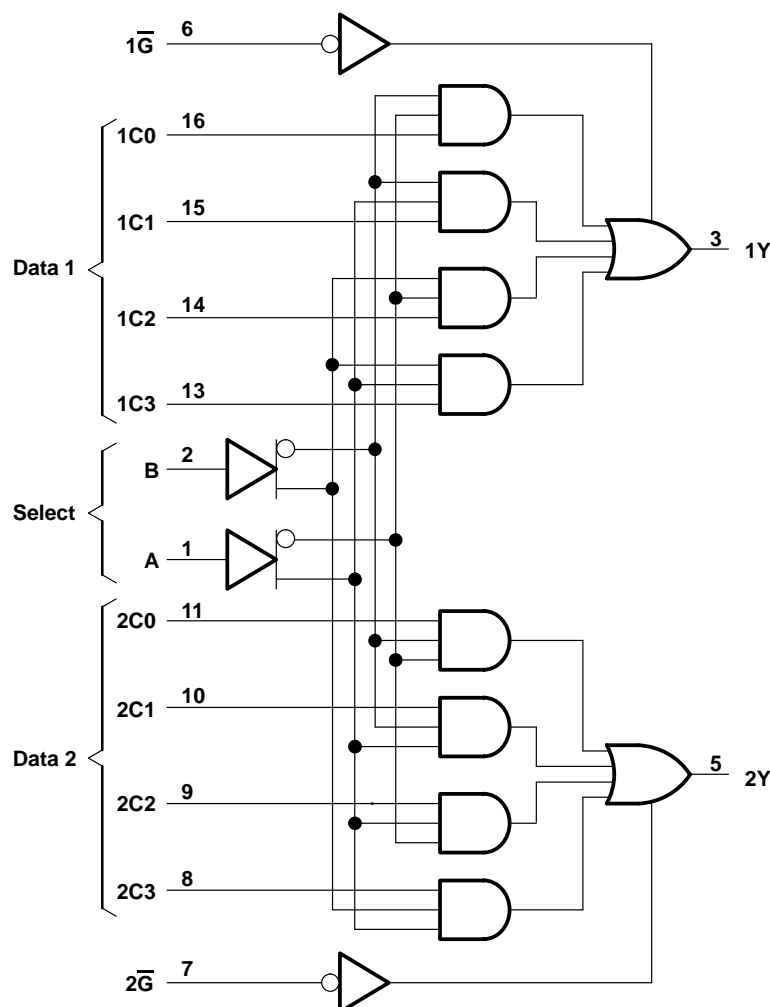 1G̅ 6
1C0 16
1C1 15
Data 1
3 1Y
1C2 14
1C3 13
B 2
Select
A 1
2C0 11
2C1 10
Data 2
5 2Y
2C2 9
2C3 8
2G̅ 7